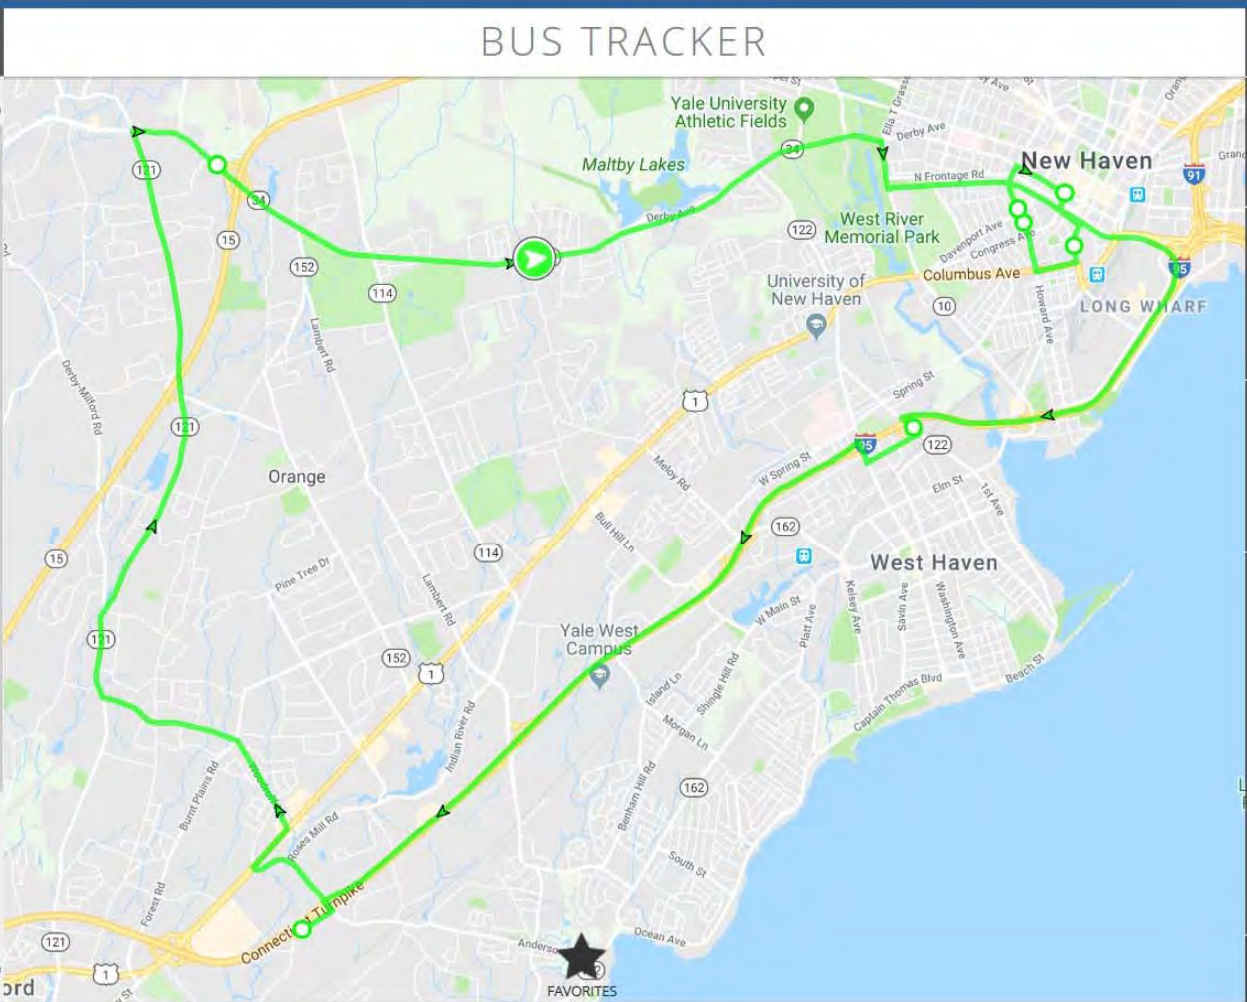 BUS TRACKER
Yale University
Athletic Fields
Ella T Grasso
Derby Ave
Maltby Lakes
New Haven
91
34
121
34
N Frontage Rd
Derby Ave
West River
Memorial Park
122
Davenport Ave
Congress Ave
15
152
114
University of
New Haven
Columbus Ave
95
10
LONG WHARF
Howard Ave
Lambert Rd
Derby-Milford Rd
1
Spring St
121
95
122
Orange
W Spring St
Meloy Rd
Elm St
1st Ave
Bull Hill Ln
162
15
114
West Haven
Pine Tree Dr
Lambert Rd
W Main St
Platt Ave
Kelsey Ave
Savin Ave
Washington Ave
121
Yale West
Campus
152
1
Island Ln
Shingle Hill Rd
Captain Thomas Blvd
Beach St
Morgan Ln
Indian River Rd
Burnt Plains Rd
162
Benham Hill Rd
Roses Mill Rd
South St
Forest Rd
Connecticut Turnpike
121
1
Ocean Ave
FAVORITES